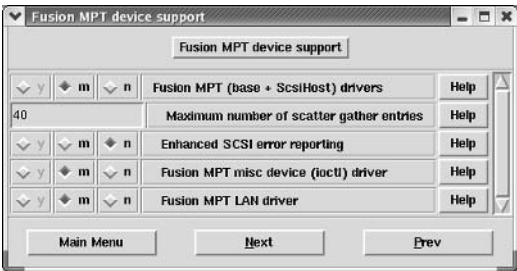 Fusion MPT device support
Fusion MPT device support
y m n Fusion MPT (base + ScsiHost) drivers Help
40 Maximum number of scatter gather entries Help
y m n Enhanced SCSI error reporting Help
y m n Fusion MPT misc device (ioctl) driver Help
y m n Fusion MPT LAN driver Help
Main Menu Next Prev